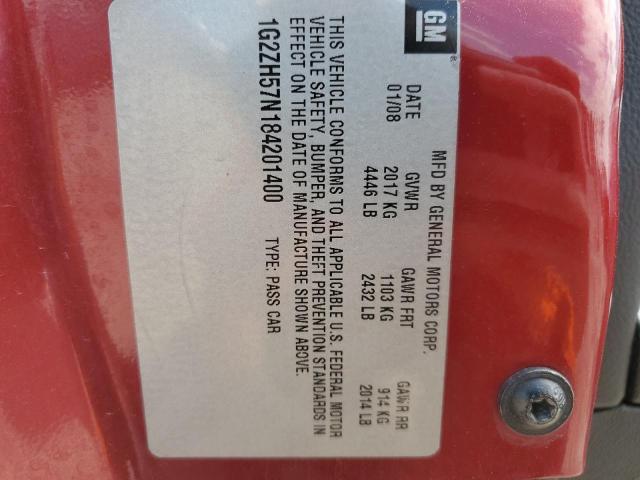 GM
MFD BY GENERAL MOTORS CORP.
DATE GVWR GAWR FRT GAWR RR
01/08 2017 KG 1103 KG 914 KG
4446 LB 2432 LB 2014 LB
THIS VEHICLE CONFORMS TO ALL APPLICABLE U.S. FEDERAL MOTOR
VEHICLE SAFETY, BUMPER, AND THEFT PREVENTION STANDARDS IN
EFFECT ON THE DATE OF MANUFACTURE SHOWN ABOVE.
1G2ZH57N184201400 TYPE: PASS CAR